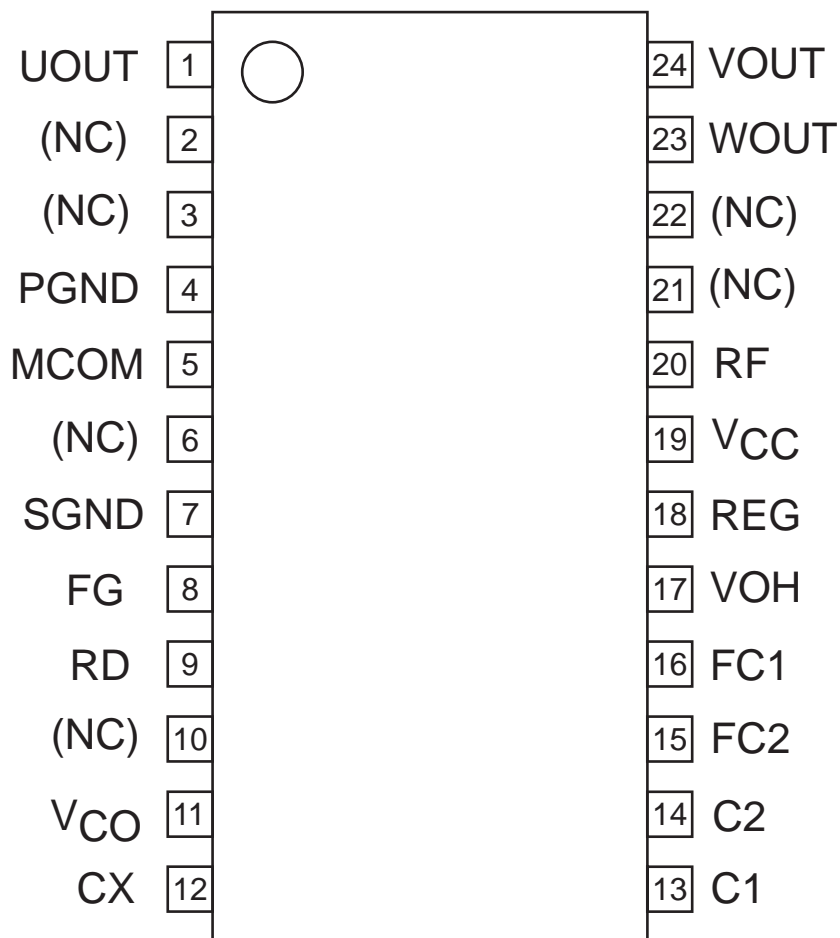 UOUT 1 24 VOUT
(NC) 2 23 WOUT
(NC) 3 22 (NC)
PGND 4 21 (NC)
MCOM 5 20 RF
(NC) 6 19 VCC
SGND 7 18 REG
FG 8 17 VOH
RD 9 16 FC1
(NC) 10 15 FC2
VCO 11 14 C2
CX 12 13 C1